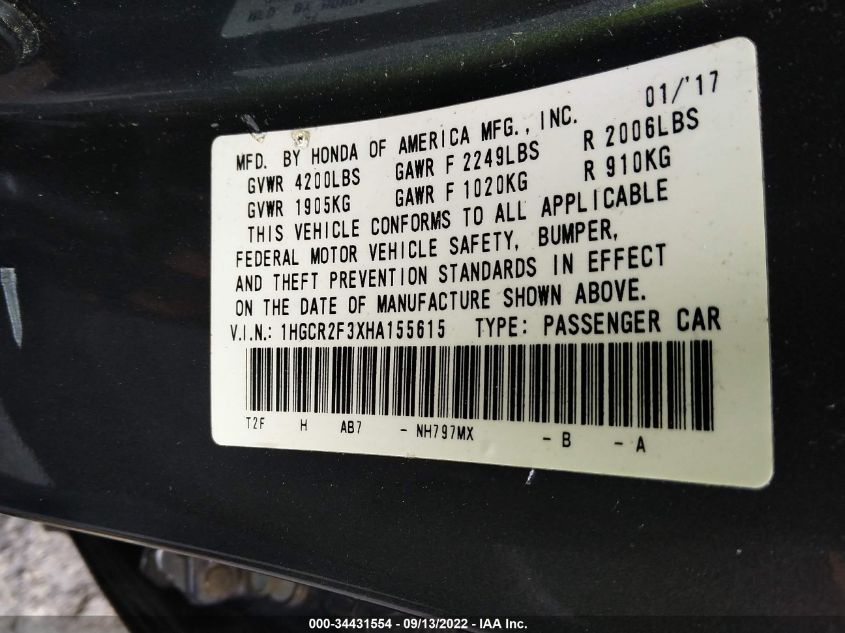 01/'17
MFD. BY HONDA OF AMERICA MFG., INC.
GVWR 4200LBS GAWR F 2249LBS R 2006LBS
GVWR 1905KG GAWR F 1020KG R 910KG
THIS VEHICLE CONFORMS TO ALL APPLICABLE
FEDERAL MOTOR VEHICLE SAFETY, BUMPER,
AND THEFT PREVENTION STANDARDS IN EFFECT
ON THE DATE OF MANUFACTURE SHOWN ABOVE.
V.I.N.: 1HGCR2F3XHA155615 TYPE: PASSENGER CAR
T2F H AB7 - NH797MX - B - A
000-34431554 - 09/13/2022 - IAA Inc.